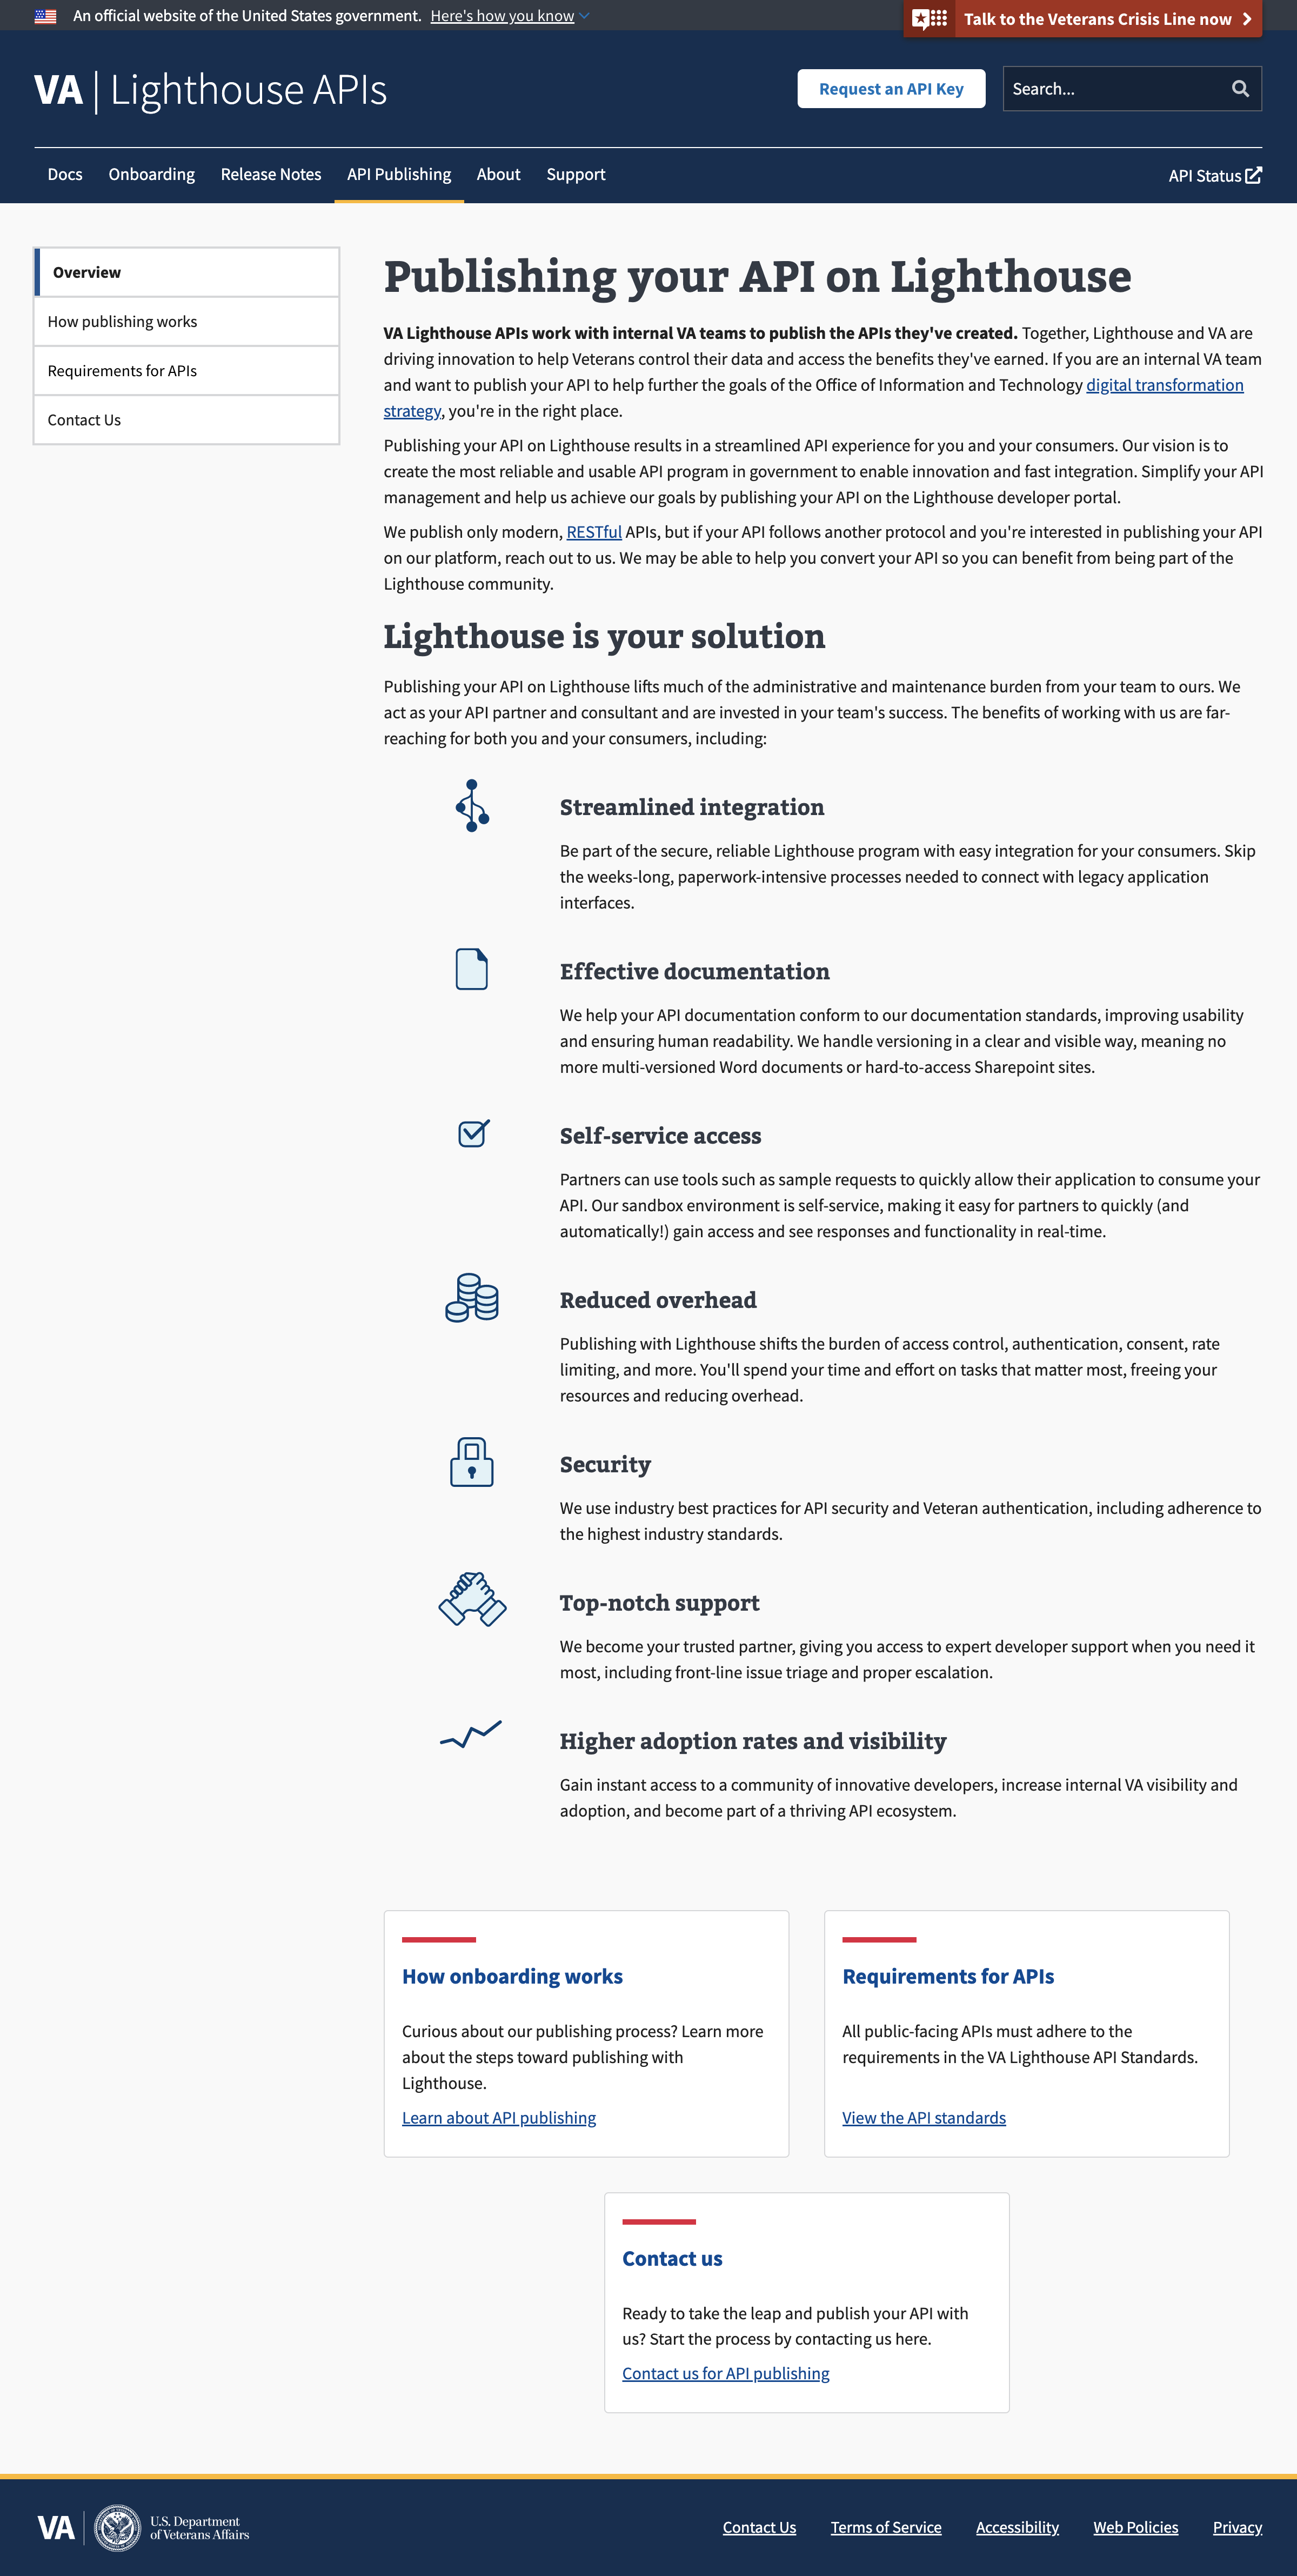 An official website of the United States government. Here's how you know
Talk to the Veterans Crisis Line now
VA | Lighthouse APIs
Request an API Key
Search...
Docs Onboarding Release Notes API Publishing About Support API Status
Overview
How publishing works
Requirements for APIs
Contact Us
Publishing your API on Lighthouse
VA Lighthouse APIs work with internal VA teams to publish the APIs they've created. Together, Lighthouse and VA are
driving innovation to help Veterans control their data and access the benefits they've earned. If you are an internal VA team
and want to publish your API to help further the goals of the Office of Information and Technology digital transformation
strategy, you're in the right place.
Publishing your API on Lighthouse results in a streamlined API experience for you and your consumers. Our vision is to
create the most reliable and usable API program in government to enable innovation and fast integration. Simplify your API
management and help us achieve our goals by publishing your API on the Lighthouse developer portal.
We publish only modern, RESTful APIs, but if your API follows another protocol and you're interested in publishing your API
on our platform, reach out to us. We may be able to help you convert your API so you can benefit from being part of the
Lighthouse community.
Lighthouse is your solution
Publishing your API on Lighthouse lifts much of the administrative and maintenance burden from your team to ours. We
act as your API partner and consultant and are invested in your team's success. The benefits of working with us are far-
reaching for both you and your consumers, including:
Streamlined integration
Be part of the secure, reliable Lighthouse program with easy integration for your consumers. Skip
the weeks-long, paperwork-intensive processes needed to connect with legacy application
interfaces.
Effective documentation
We help your API documentation conform to our documentation standards, improving usability
and ensuring human readability. We handle versioning in a clear and visible way, meaning no
more multi-versioned Word documents or hard-to-access Sharepoint sites.
Self-service access
Partners can use tools such as sample requests to quickly allow their application to consume your
API. Our sandbox environment is self-service, making it easy for partners to quickly (and
automatically!) gain access and see responses and functionality in real-time.
Reduced overhead
Publishing with Lighthouse shifts the burden of access control, authentication, consent, rate
limiting, and more. You'll spend your time and effort on tasks that matter most, freeing your
resources and reducing overhead.
Security
We use industry best practices for API security and Veteran authentication, including adherence to
the highest industry standards.
Top-notch support
We become your trusted partner, giving you access to expert developer support when you need it
most, including front-line issue triage and proper escalation.
Higher adoption rates and visibility
Gain instant access to a community of innovative developers, increase internal VA visibility and
adoption, and become part of a thriving API ecosystem.
How onboarding works
Curious about our publishing process? Learn more
about the steps toward publishing with
Lighthouse.
Learn about API publishing
Requirements for APIs
All public-facing APIs must adhere to the
requirements in the VA Lighthouse API Standards.
View the API standards
Contact us
Ready to take the leap and publish your API with
us? Start the process by contacting us here.
Contact us for API publishing
VA
U.S. Department
of Veterans Affairs
Contact Us Terms of Service Accessibility Web Policies Privacy